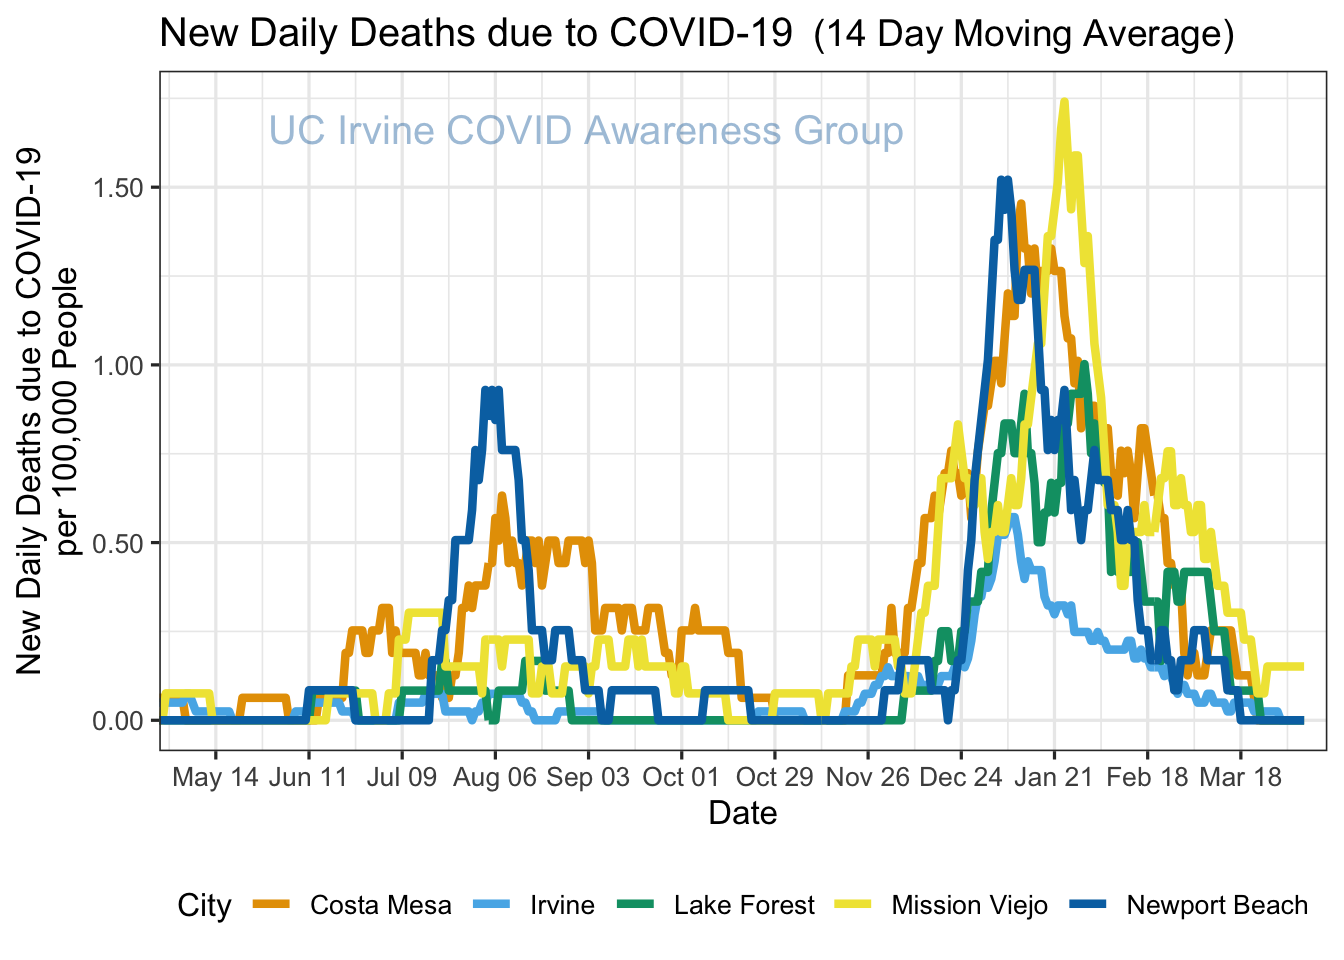 New Daily Deaths due to COVID-19 (14 Day Moving Average)
UC Irvine COVID Awareness Group
New Daily Deaths due to COVID-19
per 100,000 People
1.50
1.00
0.50
0.00
May 14 Jun 11 Jul 09 Aug 06 Sep 03 Oct 01 Oct 29 Nov 26 Dec 24 Jan 21 Feb 18 Mar 18
Date
City Costa Mesa Irvine Lake Forest Mission Viejo Newport Beach